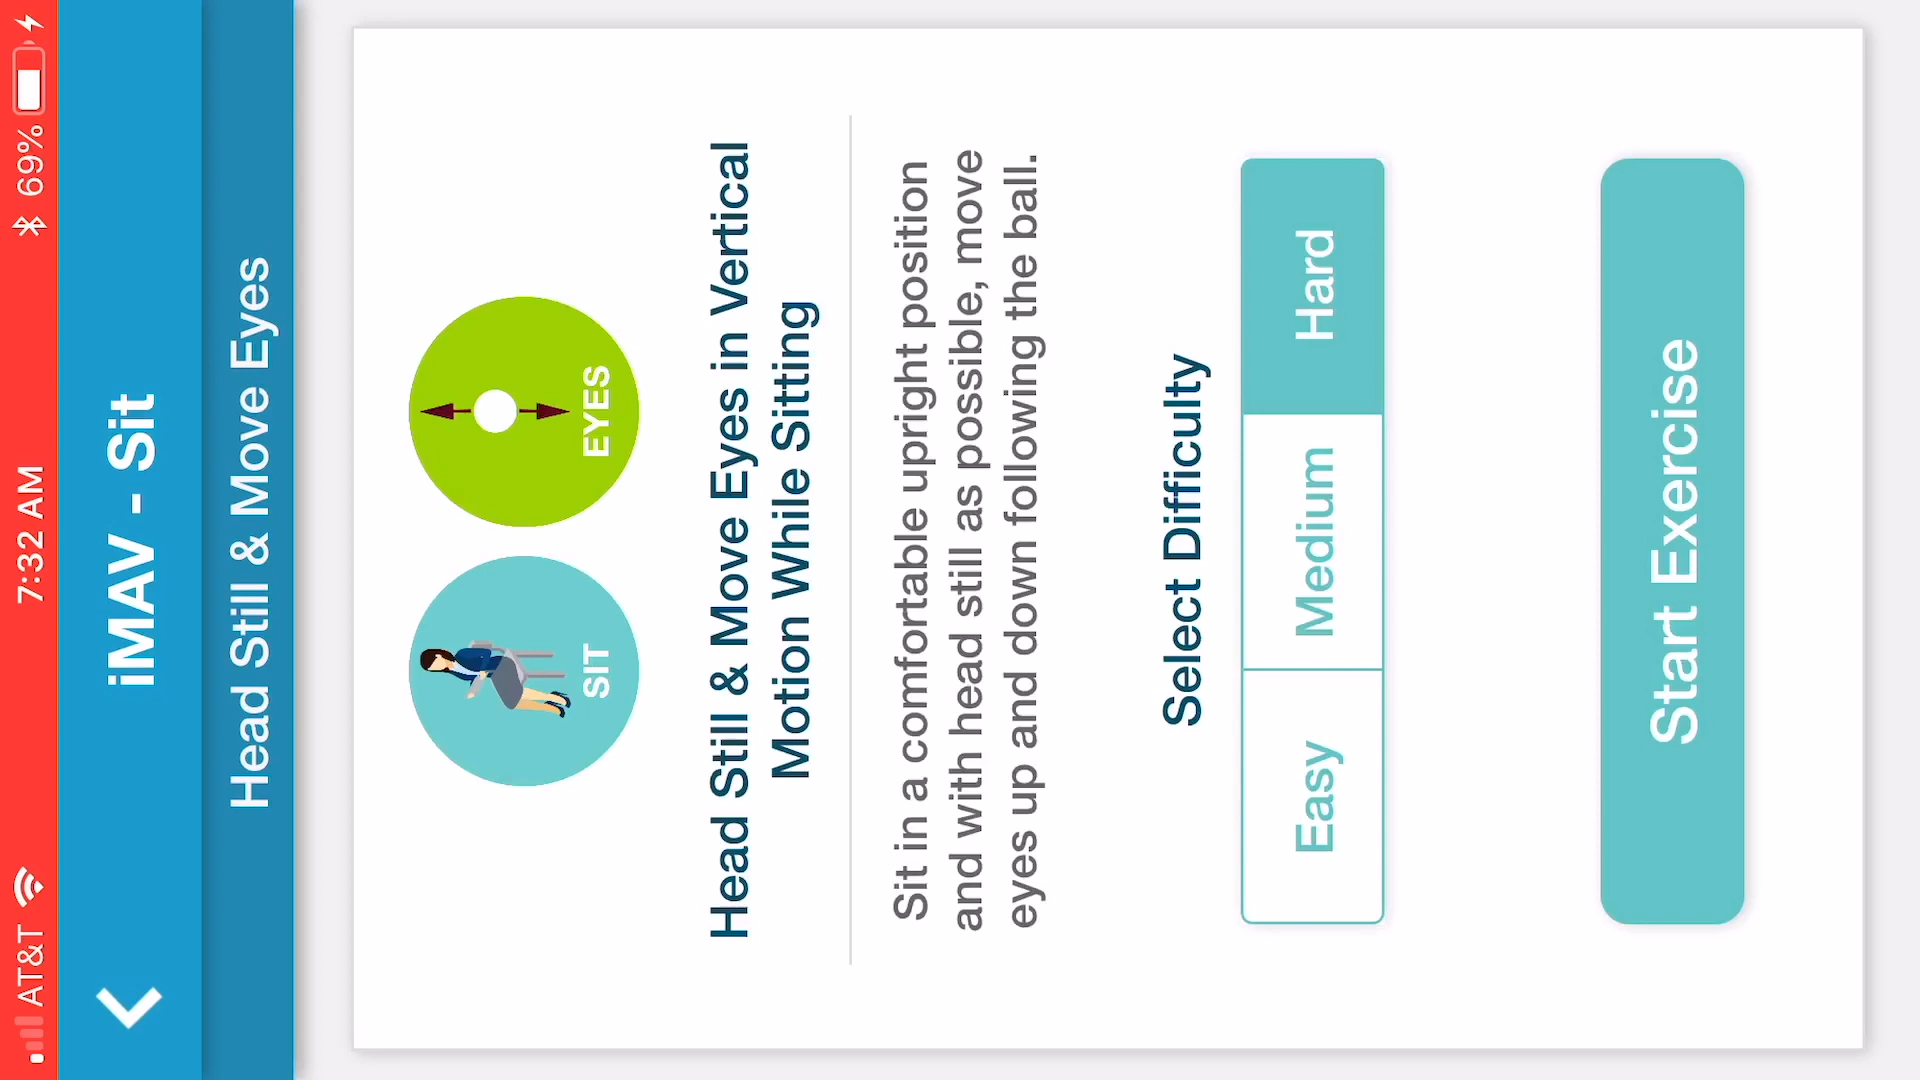 AT&T 7:32 AM 69%
iMAV - Sit
Head Still & Move Eyes
SIT
EYES
Head Still & Move Eyes in Vertical
Motion While Sitting
Sit in a comfortable upright position
and with head still as possible, move
eyes up and down following the ball.
Select Difficulty
Easy
Medium
Hard
Start Exercise